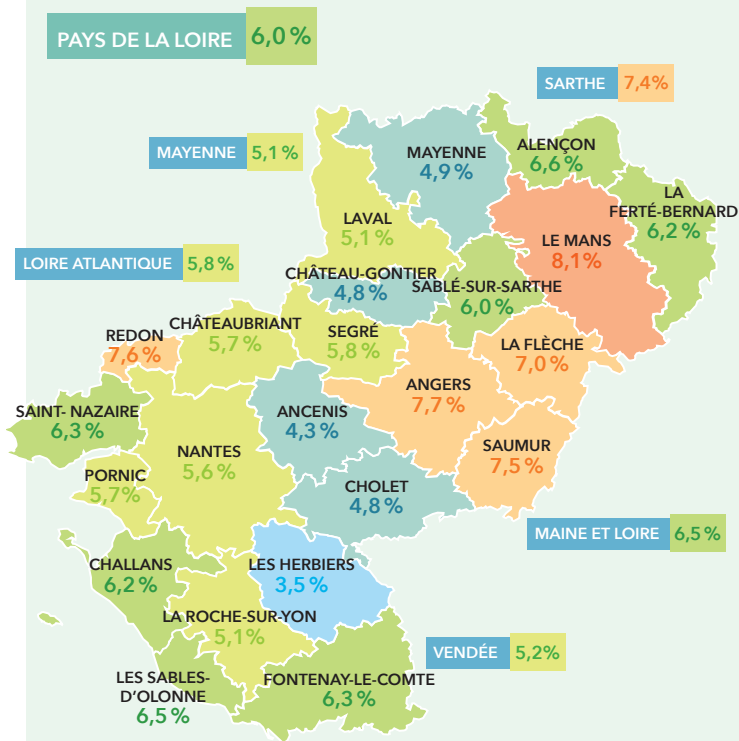 PAYS DE LA LOIRE 6,0 %
SARTHE 7,4%
MAYENNE 5,1 %
MAYENNE
4,9 %
ALENÇON
6,6 %
LA
FERTÉ-BERNARD
6,2 %
LAVAL
5,1 %
LE MANS
8,1%
LOIRE ATLANTIQUE 5,8 %
CHÂTEAU-GONTIER
4,8 %
SABLÉ-SUR-SARTHE
6,0 %
REDON
7,6 %
CHÂTEAUBRIANT
5,7 %
SEGRÉ
5,8 %
LA FLÈCHE
7,0 %
ANGERS
7,7 %
SAINT- NAZAIRE
6,3 %
ANCENIS
4,3 %
NANTES
5,6 %
SAUMUR
7,5 %
PORNIC
5,7%
CHOLET
4,8 %
MAINE ET LOIRE 6,5 %
CHALLANS
6,2 %
LES HERBIERS
3,5 %
LA ROCHE-SUR-YON
5,1%
VENDÉE 5,2%
LES SABLES-
D'OLONNE
6,5 %
FONTENAY-LE-COMTE
6,3 %